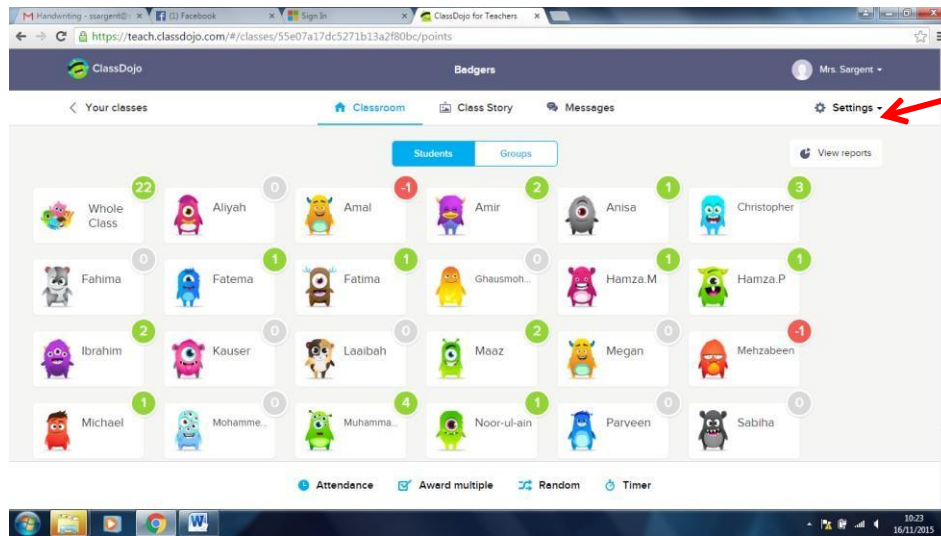 Handwriting - ssargent@ (1) Facebook Sign In ClassDojo for Teachers
https://teach.classdojo.com/#/classes/55e07a17dc5271b13a2f80bc/points
ClassDojo Badgers Mrs. Sargent
Your classes Classroom Class Story Messages Settings
Students Groups View reports
22 0 -1 2 1 3
Whole Class Aliyah Amal Amir Anisa Christopher
0 1 1 0 1 1
Fahima Fatema Fatima Ghausmoh... Hamza.M Hamza.P
2 0 0 2 0 -1
Ibrahim Kauser Laaibah Maaz Megan Mehzabeen
1 0 4 1 0 0
Michael Mohamme... Muhamma... Noor-ul-ain Parveen Sabiha
Attendance Award multiple Random Timer
10:23
16/11/2015